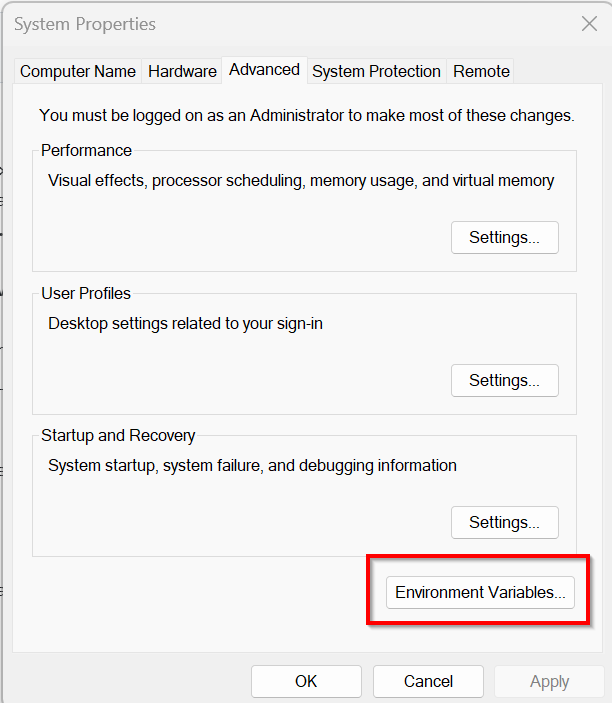 System Properties
Computer Name
Hardware
Advanced
System Protection
Remote
You must be logged on as an Administrator to make most of these changes.
Performance
Visual effects, processor scheduling, memory usage, and virtual memory
Settings...
User Profiles
Desktop settings related to your sign-in
Settings...
Startup and Recovery
System startup, system failure, and debugging information
Settings...
Environment Variables...
OK
Cancel
Apply